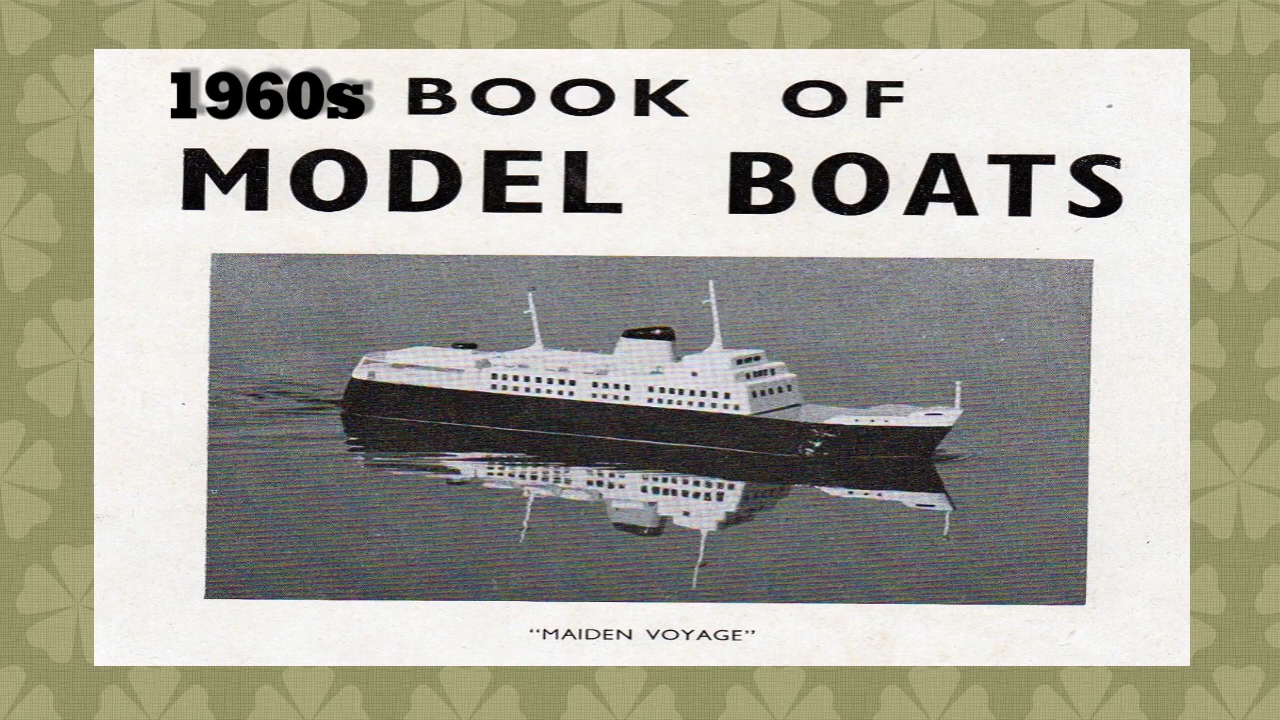 1960s BOOK OF
MODEL BOATS
“MAIDEN VOYAGE”